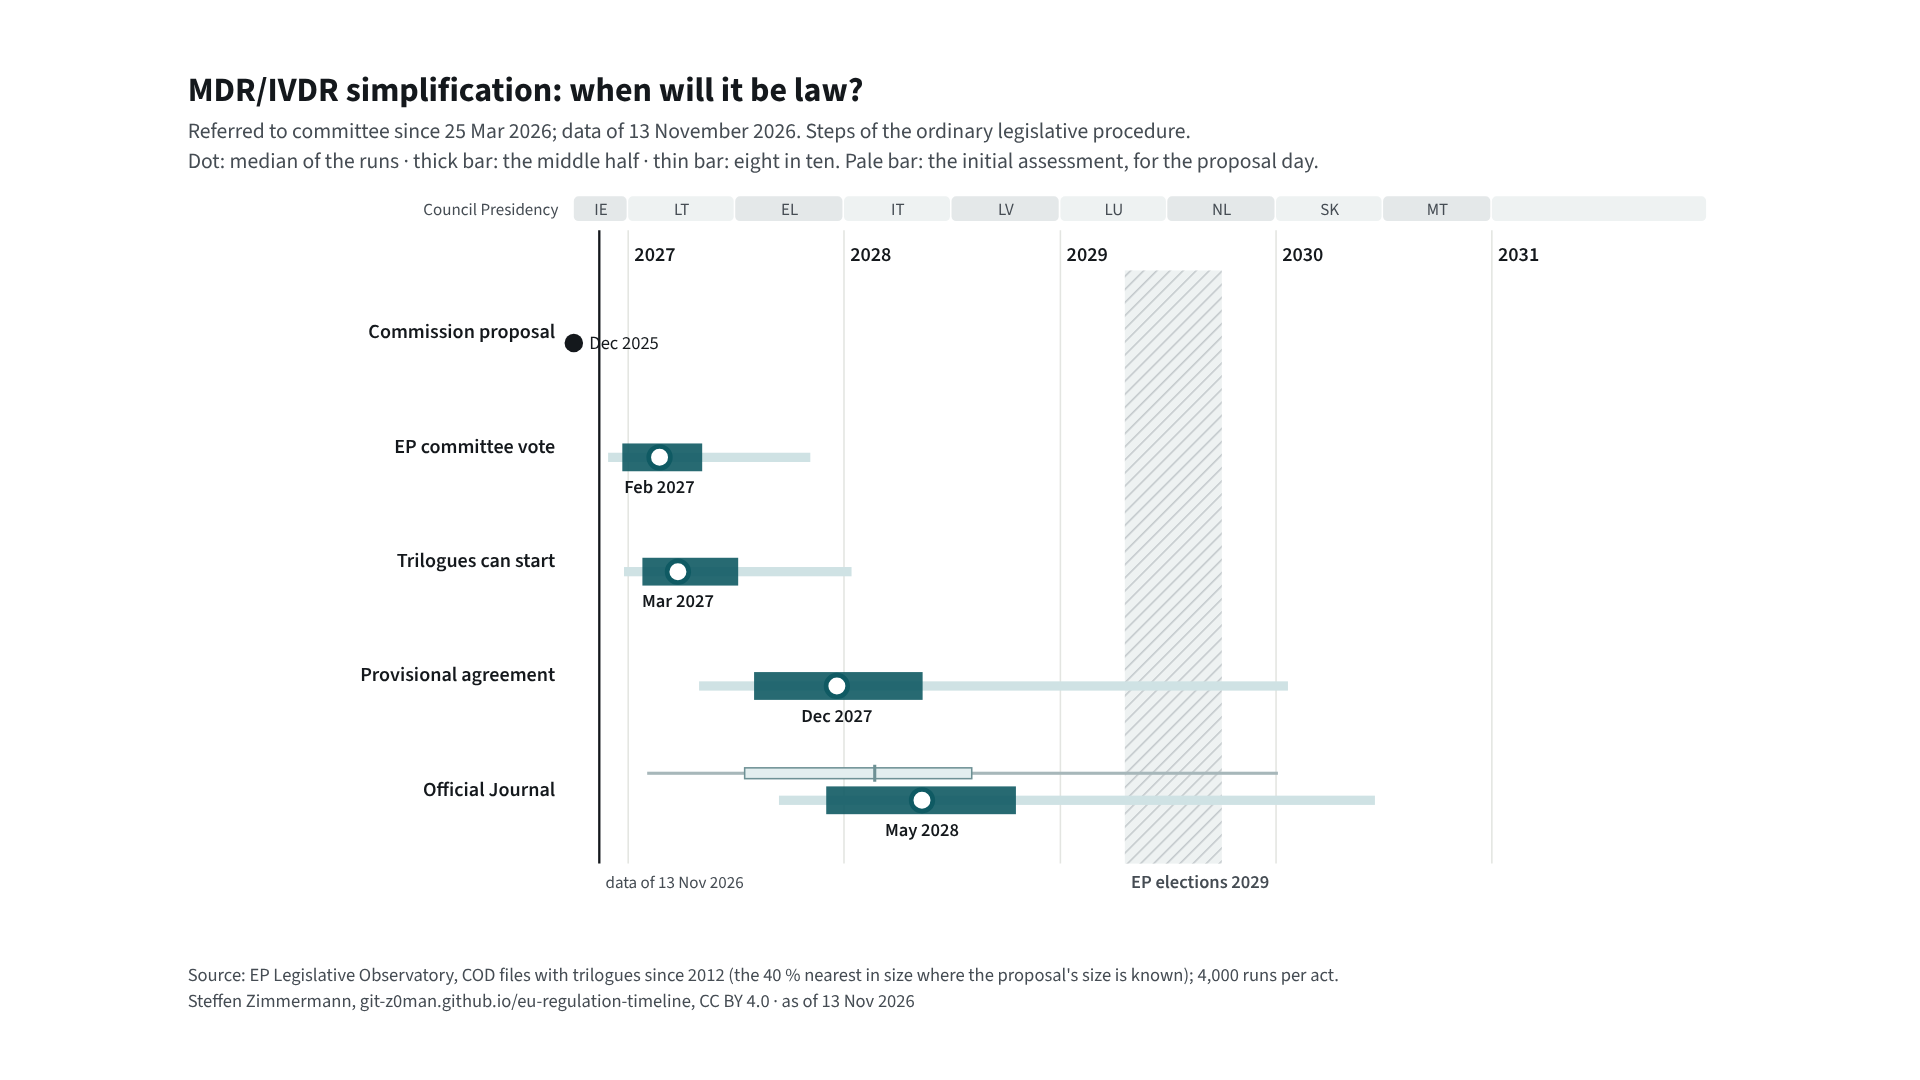 MDR/IVDR simplification: when will it be law?
Referred to committee since 25 Mar 2026; data of 13 November 2026. Steps of the ordinary legislative procedure.
Dot: median of the runs · thick bar: the middle half · thin bar: eight in ten. Pale bar: the initial assessment, for the proposal day.
Council Presidency IE LT EL IT LV LU NL SK MT
2027 2028 2029 2030 2031
Commission proposal
Dec 2025
EP committee vote
Feb 2027
Trilogues can start
Mar 2027
Provisional agreement
Dec 2027
Official Journal
May 2028
data of 13 Nov 2026 EP elections 2029
Source: EP Legislative Observatory, COD files with trilogues since 2012 (the 40 % nearest in size where the proposal's size is known); 4,000 runs per act.
Steffen Zimmermann, git-z0man.github.io/eu-regulation-timeline, CC BY 4.0 · as of 13 Nov 2026